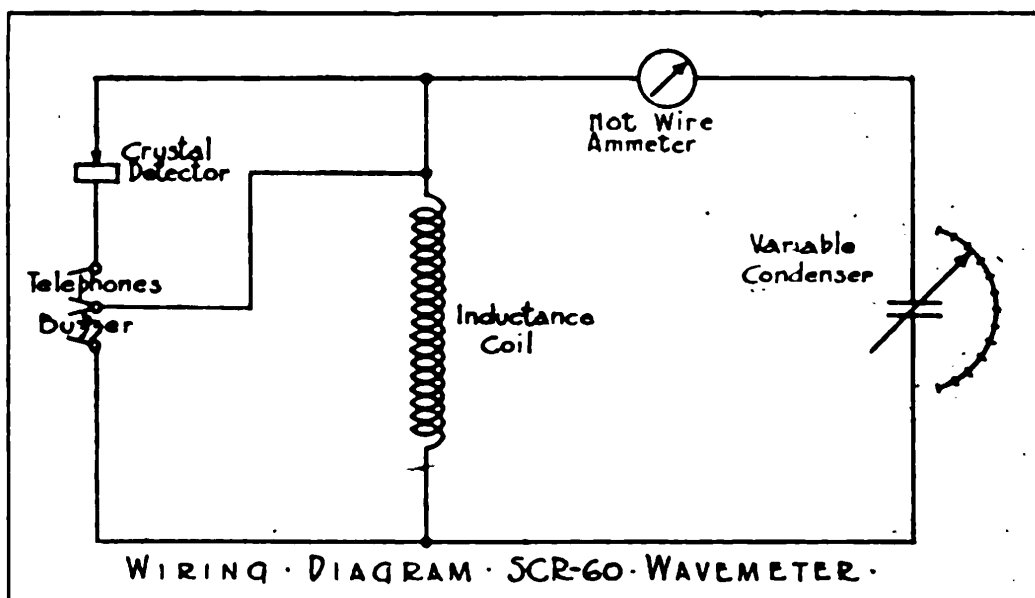 Hot Wire
Ammeter
Crystal
Detector
Variable
Condenser
Telephones
Buzzer
Inductance
Coil
WIRING · DIAGRAM · SCR-60 · WAVEMETER ·